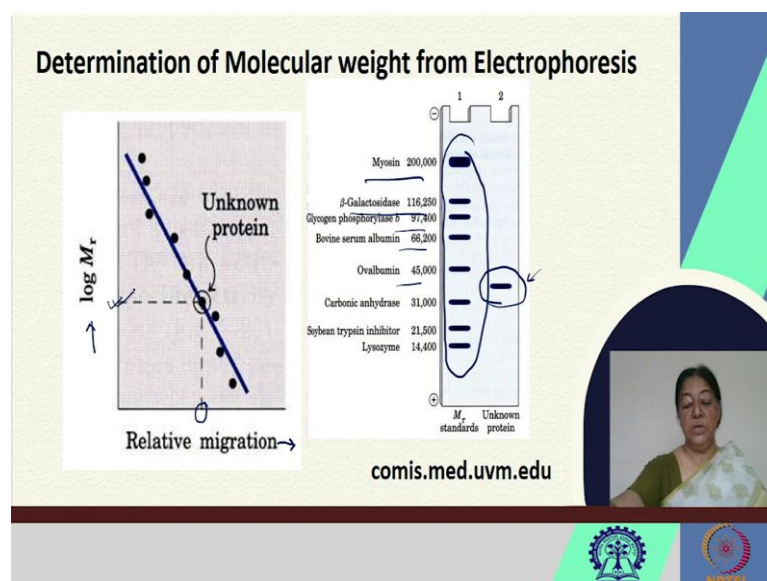 Determination of Molecular weight from Electrophoresis
log Mr
Unknown
protein
Relative migration
1 2
Myosin 200,000
β-Galactosidase 116,250
Glycogen phosphorylase b 97,400
Bovine serum albumin 66,200
Ovalbumin 45,000
Carbonic anhydrase 31,000
Soybean trypsin inhibitor 21,500
Lysozyme 14,400
Mr Unknown
standards protein
comis.med.uvm.edu